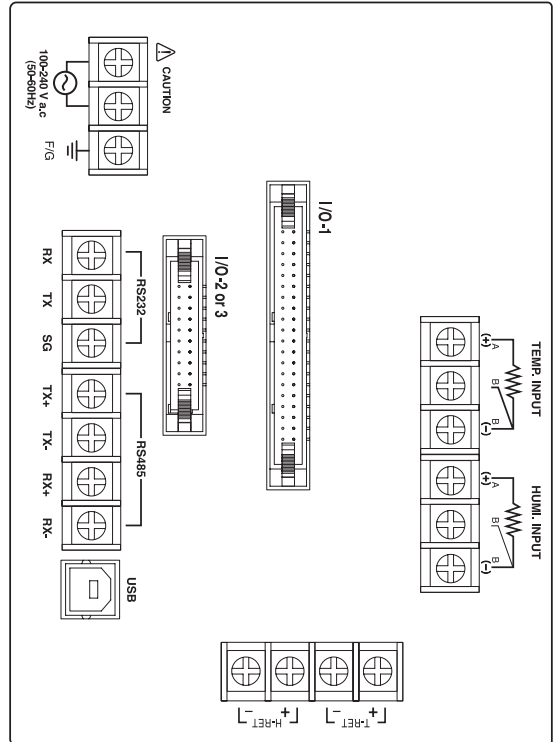 CAUTION
100-240 V a.c
(50-60Hz)
F/G
I/O-1
I/O-2 or 3
RS232
RX
TX
SG
RS485
TX+
TX-
RX+
RX-
USB
TEMP. INPUT
(+)
A
B
B
(-)
HUMI. INPUT
(+)
A
B
B
(-)
T-RET
+
-
H-RET
+
-